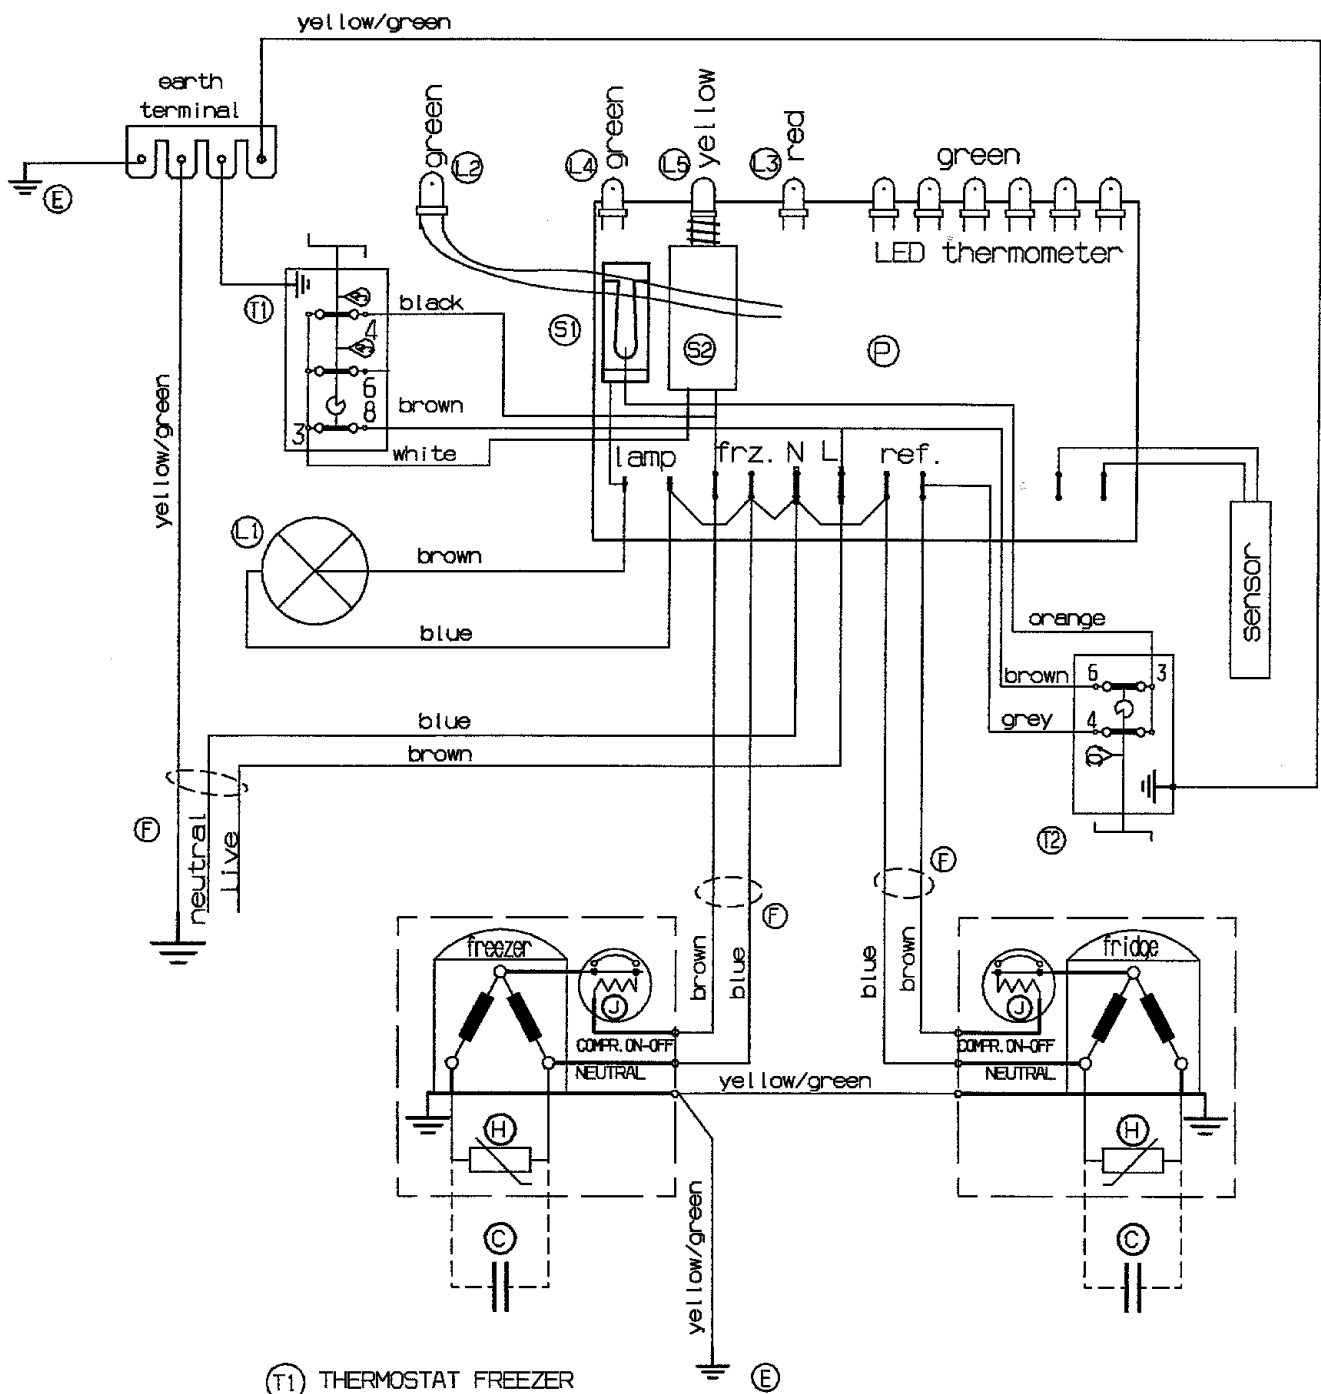 yellow/green
earth
terminal
green
L2
L4
green
L5
yellow
L3
red
green
E
LED thermometer
T1
3
black
S1
S2
P
4
6
8
brown
3
white
lamp
frz.
N
L
ref.
yellow/green
L1
brown
blue
sensor
orange
brown
6
3
grey
4
blue
brown
F
neutral
live
T2
F
F
freezer
J
brown
blue
blue
brown
fridge
J
COMPR. ON-OFF
NEUTRAL
COMPR. ON-OFF
NEUTRAL
yellow/green
H
H
yellow/green
C
C
E
T1 THERMOSTAT FREEZER